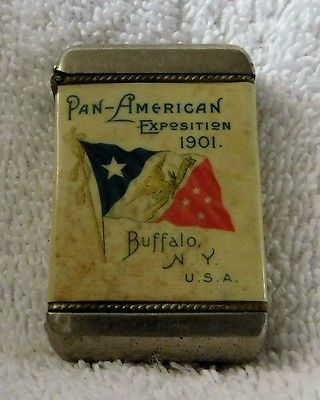 PAN-AMERICAN
EXPOSITION
1901.
Buffalo,
N.Y.
U.S.A.